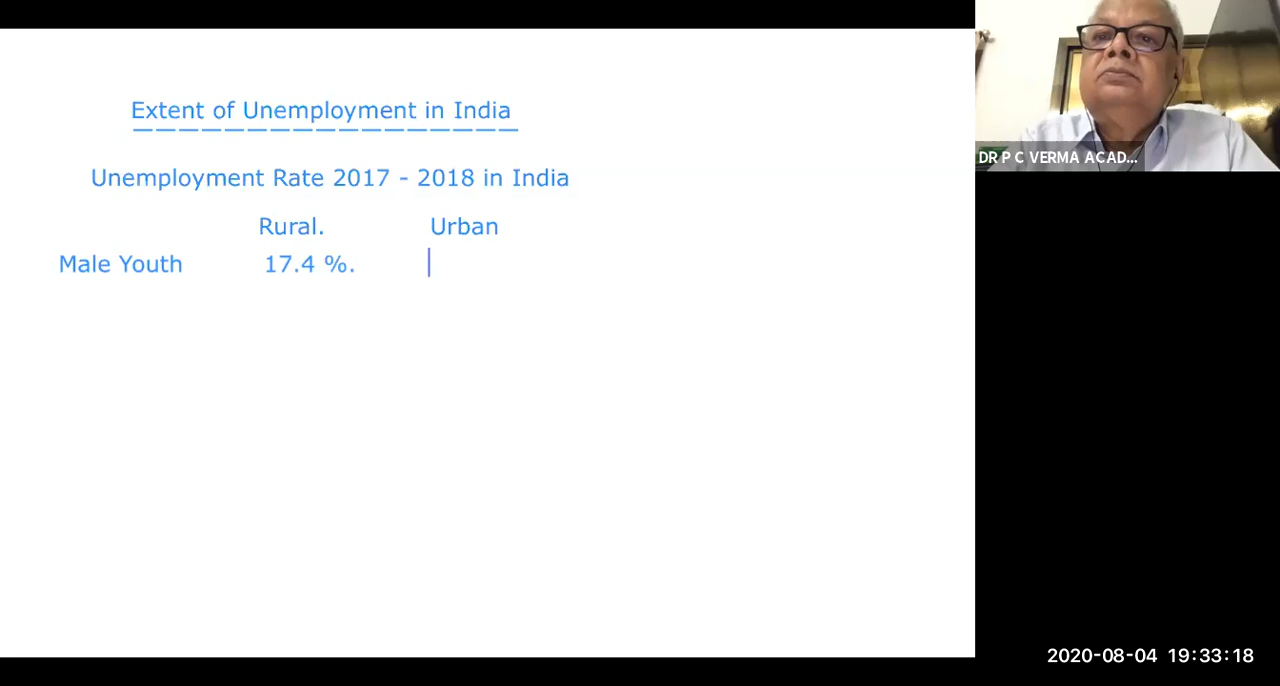 Extent of Unemployment in India
Unemployment Rate 2017 - 2018 in India
Rural. Urban
Male Youth 17.4 %.
DR P C VERMA ACAD...
2020-08-04 19:33:18